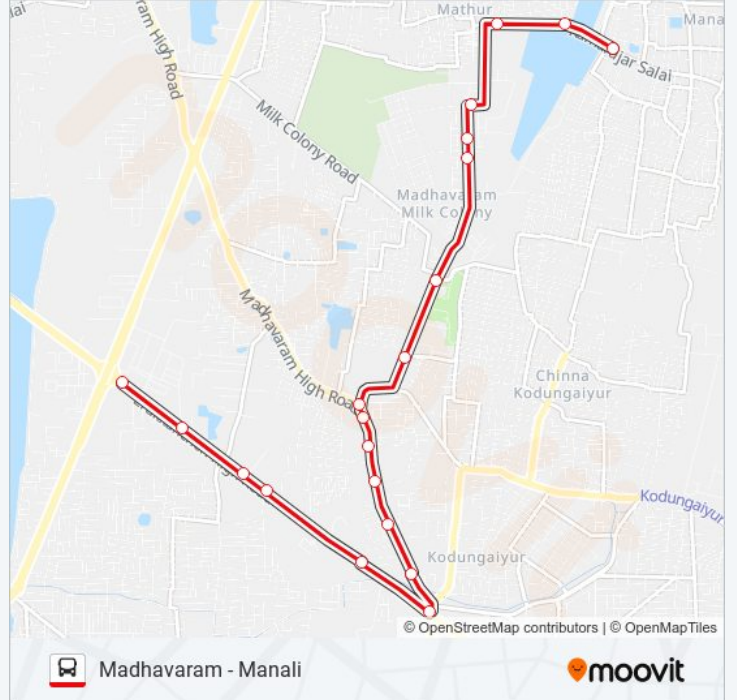 Mathur
Mana
Kamarajar Salai
ram High Road
Milk Colony Road
Madhavaram
Milk Colony
Madhavaram High Road
Chinna
Kodungaiyur
Kodungaiyur
Kodungaiyur
© OpenStreetMap contributors | © OpenMapTiles
Madhavaram - Manali
moovit